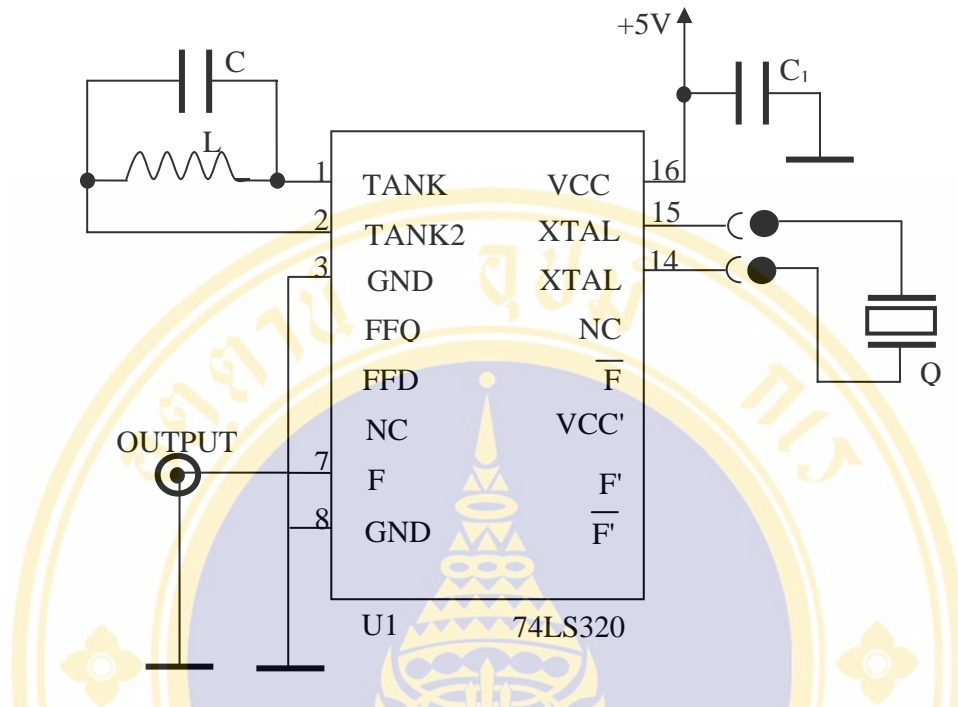 +5V
C
C₁
L
1
TANK
VCC
16
2
TANK2
XTAL
15
3
GND
XTAL
14
FFQ
NC
FFD
F̅
Q
NC
VCC'
OUTPUT
7
F
F'
8
GND
F̅'̅
U1
74LS320